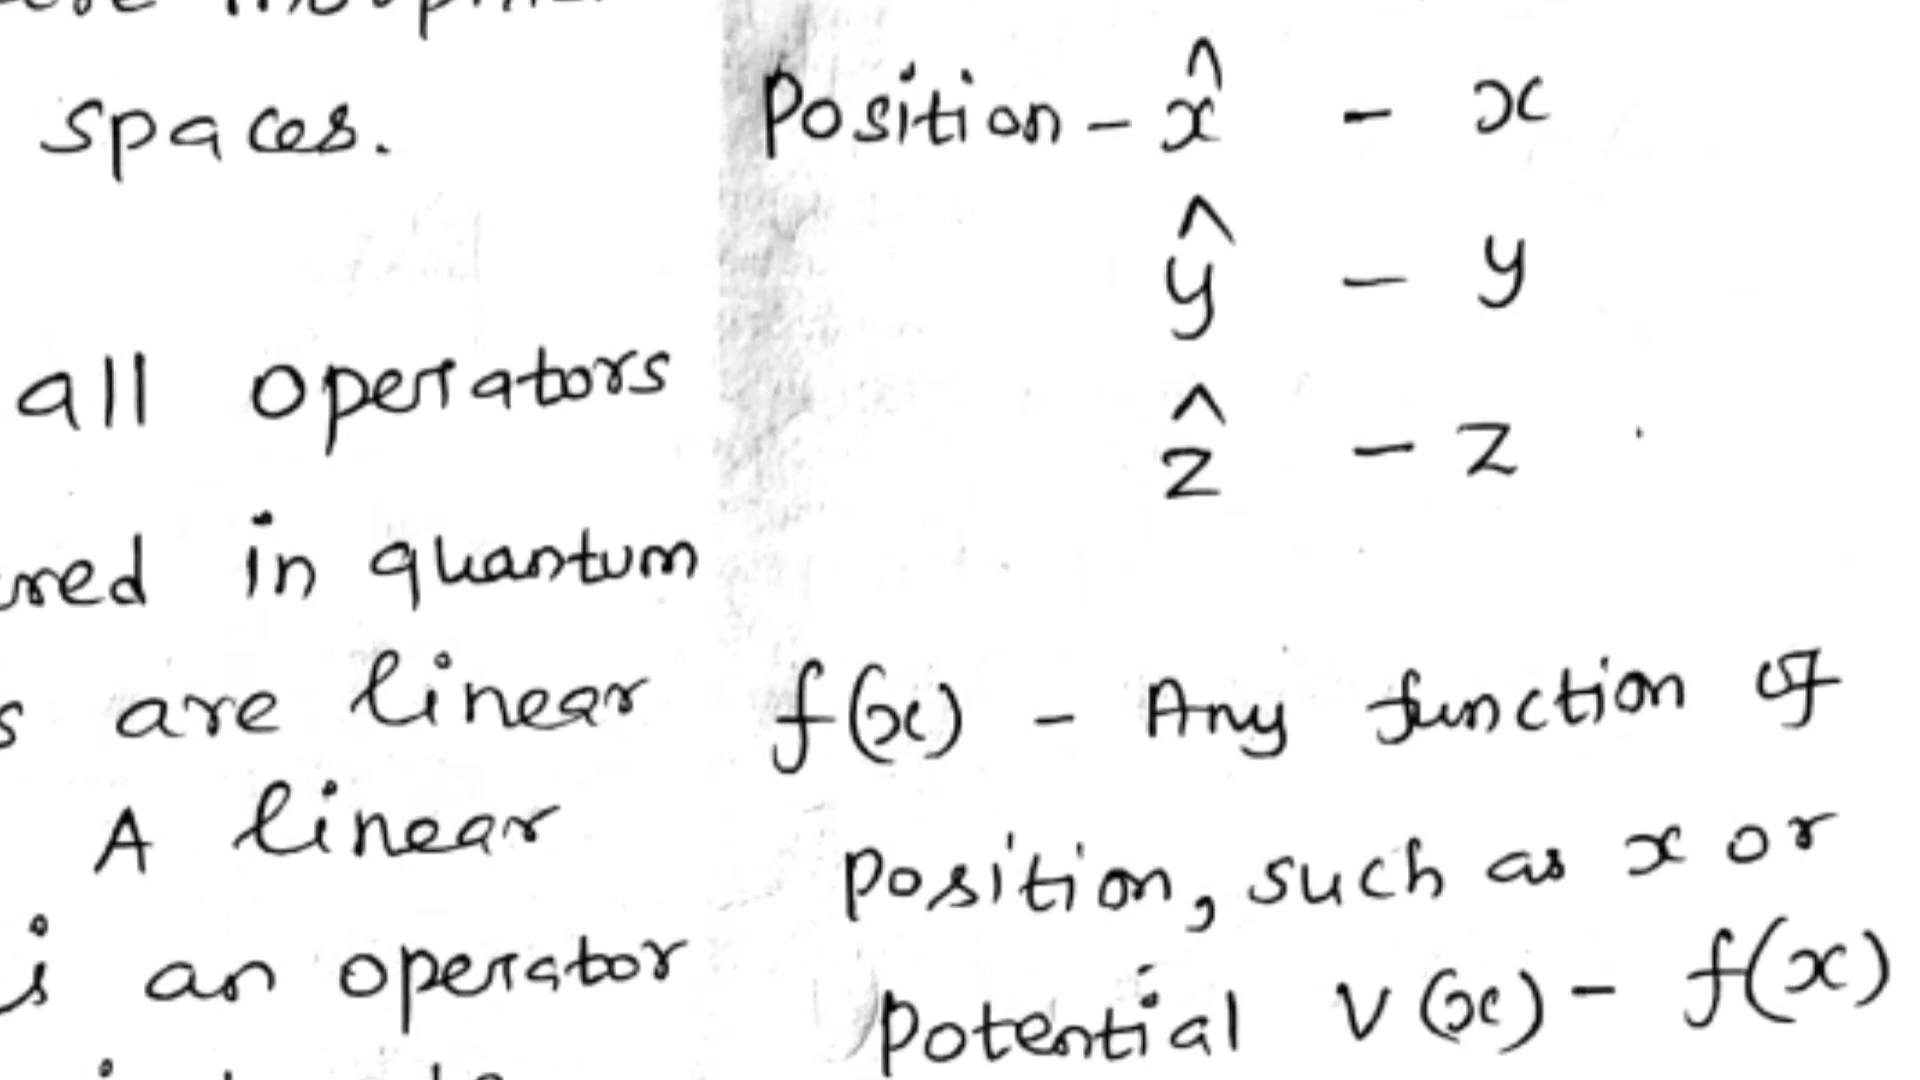 spaces.
all operators
in quantum
are linear
A linear
an operator
Position - x̂ - x
ŷ - y
ẑ - z
f(x) - Any function of
position, such as x or
potential V(x) - f(x)